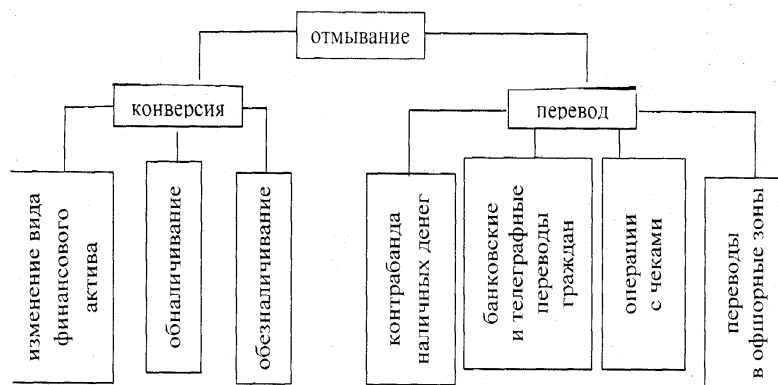 отмывание
конверсия
перевод
изменение вида
финансового
актива
обналичивание
обезналичивание
контрабанда
наличных денег
банковские
и телеграфные
переводы
граждан
операции
с чеками
переводы
в офшорные зоны